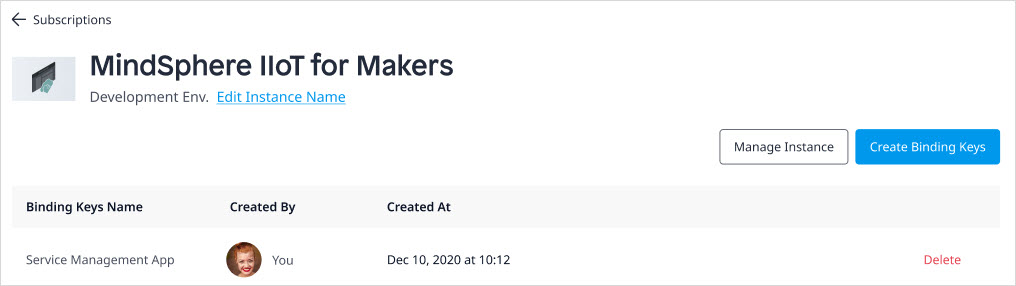 Subscriptions
MindSphere IIoT for Makers
Development Env. Edit Instance Name
Manage Instance Create Binding Keys
Binding Keys Name Created By Created At
Service Management App You Dec 10, 2020 at 10:12 Delete